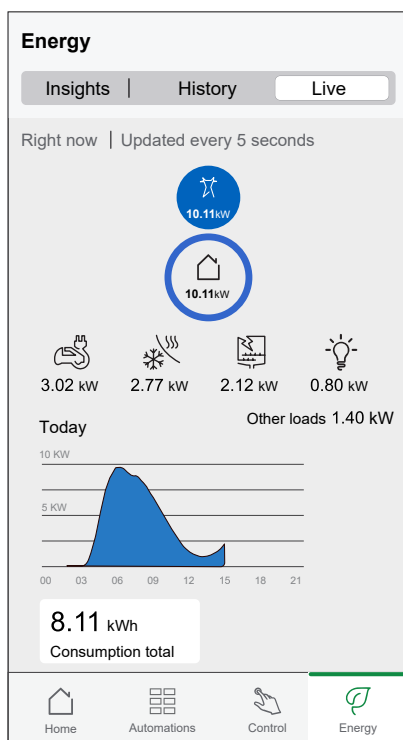 Energy
Insights | History Live
Right now | Updated every 5 seconds
10.11kW
10.11kW
3.02 kW 2.77 kW 2.12 kW 0.80 kW
Today
Other loads 1.40 kW
10 KW
5 KW
00 03 06 09 12 15 18 21
8.11 kWh
Consumption total
Home Automations Control Energy